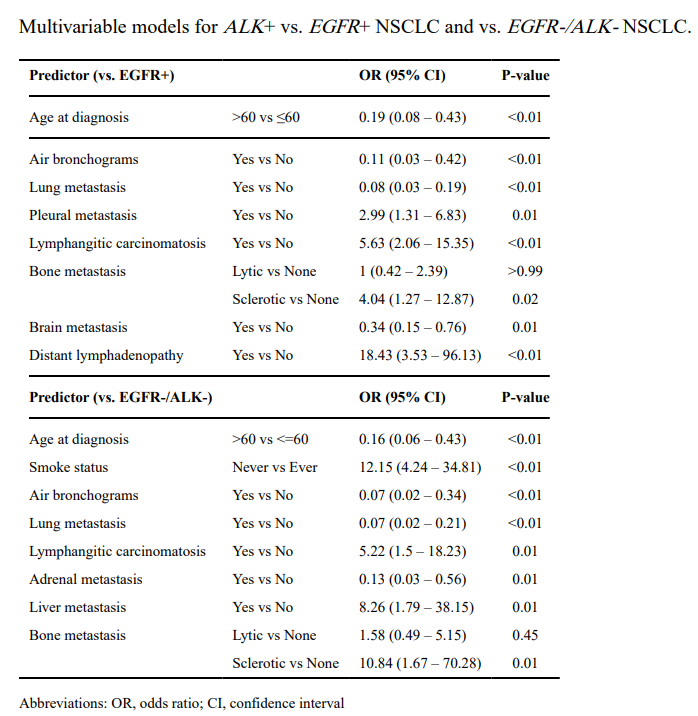 Multivariable models for ALK+ vs. EGFR+ NSCLC and vs. EGFR-/ALK- NSCLC.
Predictor (vs. EGFR+) OR (95% CI) P-value
Age at diagnosis >60 vs ≤60 0.19 (0.08 – 0.43) <0.01
Air bronchograms Yes vs No 0.11 (0.03 – 0.42) <0.01
Lung metastasis Yes vs No 0.08 (0.03 – 0.19) <0.01
Pleural metastasis Yes vs No 2.99 (1.31 – 6.83) 0.01
Lymphangitic carcinomatosis Yes vs No 5.63 (2.06 – 15.35) <0.01
Bone metastasis Lytic vs None 1 (0.42 – 2.39) >0.99
Sclerotic vs None 4.04 (1.27 – 12.87) 0.02
Brain metastasis Yes vs No 0.34 (0.15 – 0.76) 0.01
Distant lymphadenopathy Yes vs No 18.43 (3.53 – 96.13) <0.01
Predictor (vs. EGFR-/ALK-) OR (95% CI) P-value
Age at diagnosis >60 vs <=60 0.16 (0.06 – 0.43) <0.01
Smoke status Never vs Ever 12.15 (4.24 – 34.81) <0.01
Air bronchograms Yes vs No 0.07 (0.02 – 0.34) <0.01
Lung metastasis Yes vs No 0.07 (0.02 – 0.21) <0.01
Lymphangitic carcinomatosis Yes vs No 5.22 (1.5 – 18.23) 0.01
Adrenal metastasis Yes vs No 0.13 (0.03 – 0.56) 0.01
Liver metastasis Yes vs No 8.26 (1.79 – 38.15) 0.01
Bone metastasis Lytic vs None 1.58 (0.49 – 5.15) 0.45
Sclerotic vs None 10.84 (1.67 – 70.28) 0.01
Abbreviations: OR, odds ratio; CI, confidence interval